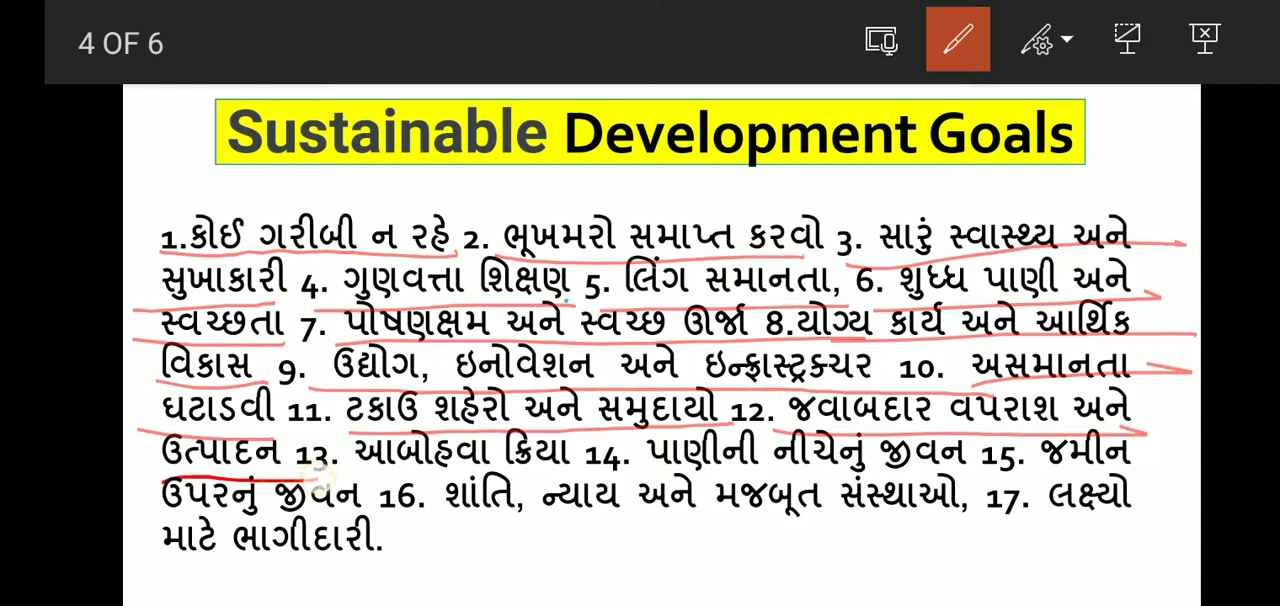 4 OF 6
Sustainable Development Goals
1.કોઈ ગરીબી ન રહે 2. ભૂખમરો સમાપ્ત કરવો 3. સારું સ્વાસ્થ્ય અને
સુખાકારી 4. ગુણવત્તા શિક્ષણ 5. લિંગ સમાનતા, 6. શુધ્ધ પાણી અને
સ્વચ્છતા 7. પોષણક્ષમ અને સ્વચ્છ ઊર્જા 8.યોગ્ય કાર્ય અને આર્થિક
વિકાસ 9. ઉદ્યોગ, ઇનોવેશન અને ઇન્ફ્રાસ્ટ્રક્ચર 10. અસમાનતા
ઘટાડવી 11. ટકાઉ શહેરો અને સમુદાયો 12. જવાબદાર વપરાશ અને
ઉત્પાદન 13. આબોહવા ક્રિયા 14. પાણીની નીચેનું જીવન 15. જમીન
ઉપરનું જીવન 16. શાંતિ, ન્યાય અને મજબૂત સંસ્થાઓ, 17. લક્ષ્યો
માટે ભાગીદારી.